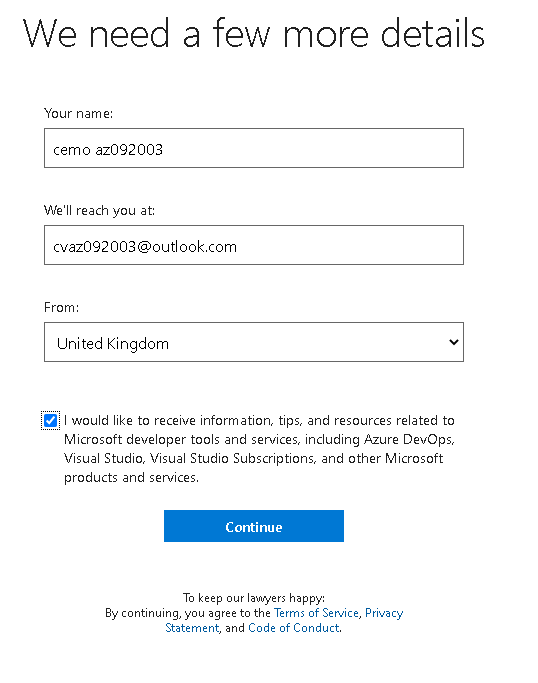 We need a few more details
Your name:
cemo az092003
We'll reach you at:
cvaz092003@outlook.com
From:
United Kingdom
I would like to receive information, tips, and resources related to
Microsoft developer tools and services, including Azure DevOps,
Visual Studio, Visual Studio Subscriptions, and other Microsoft
products and services.
Continue
To keep our lawyers happy:
By continuing, you agree to the Terms of Service, Privacy
Statement, and Code of Conduct.